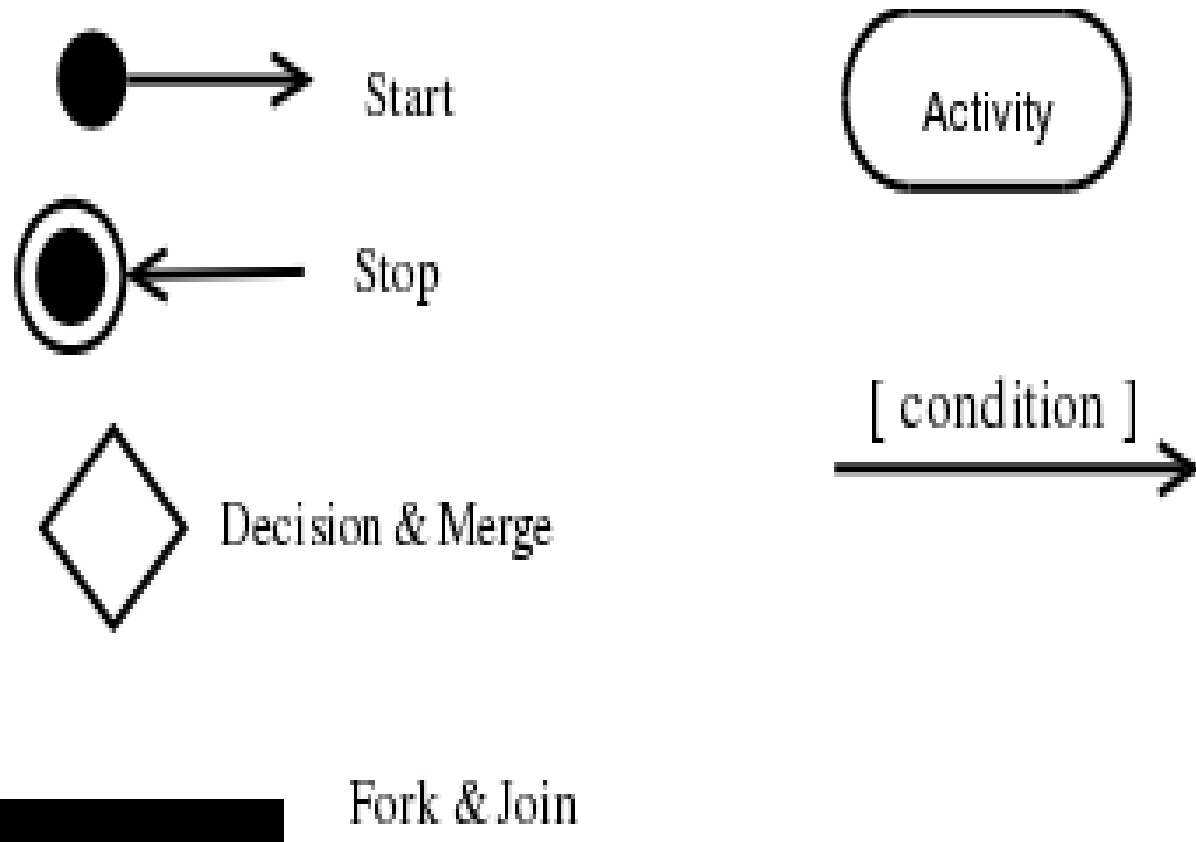 Start
Activity
Stop
[ condition ]
Decision & Merge
Fork & Join